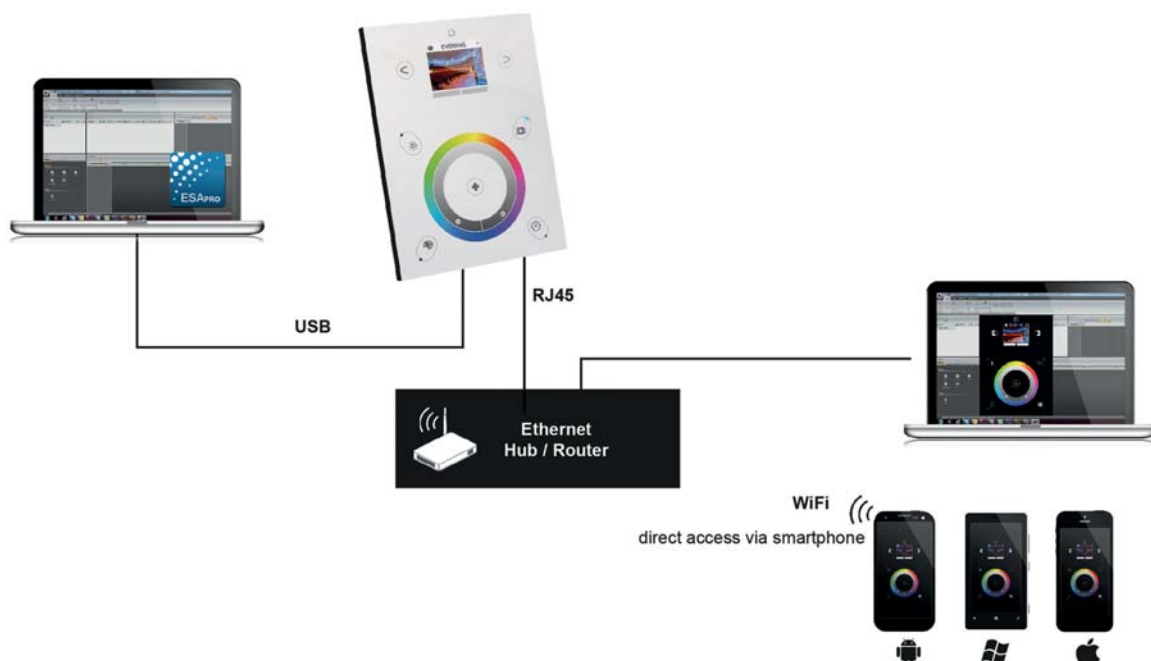 EVENING
ESAPRO
USB
RJ45
Ethernet
Hub / Router
WiFi
direct access via smartphone